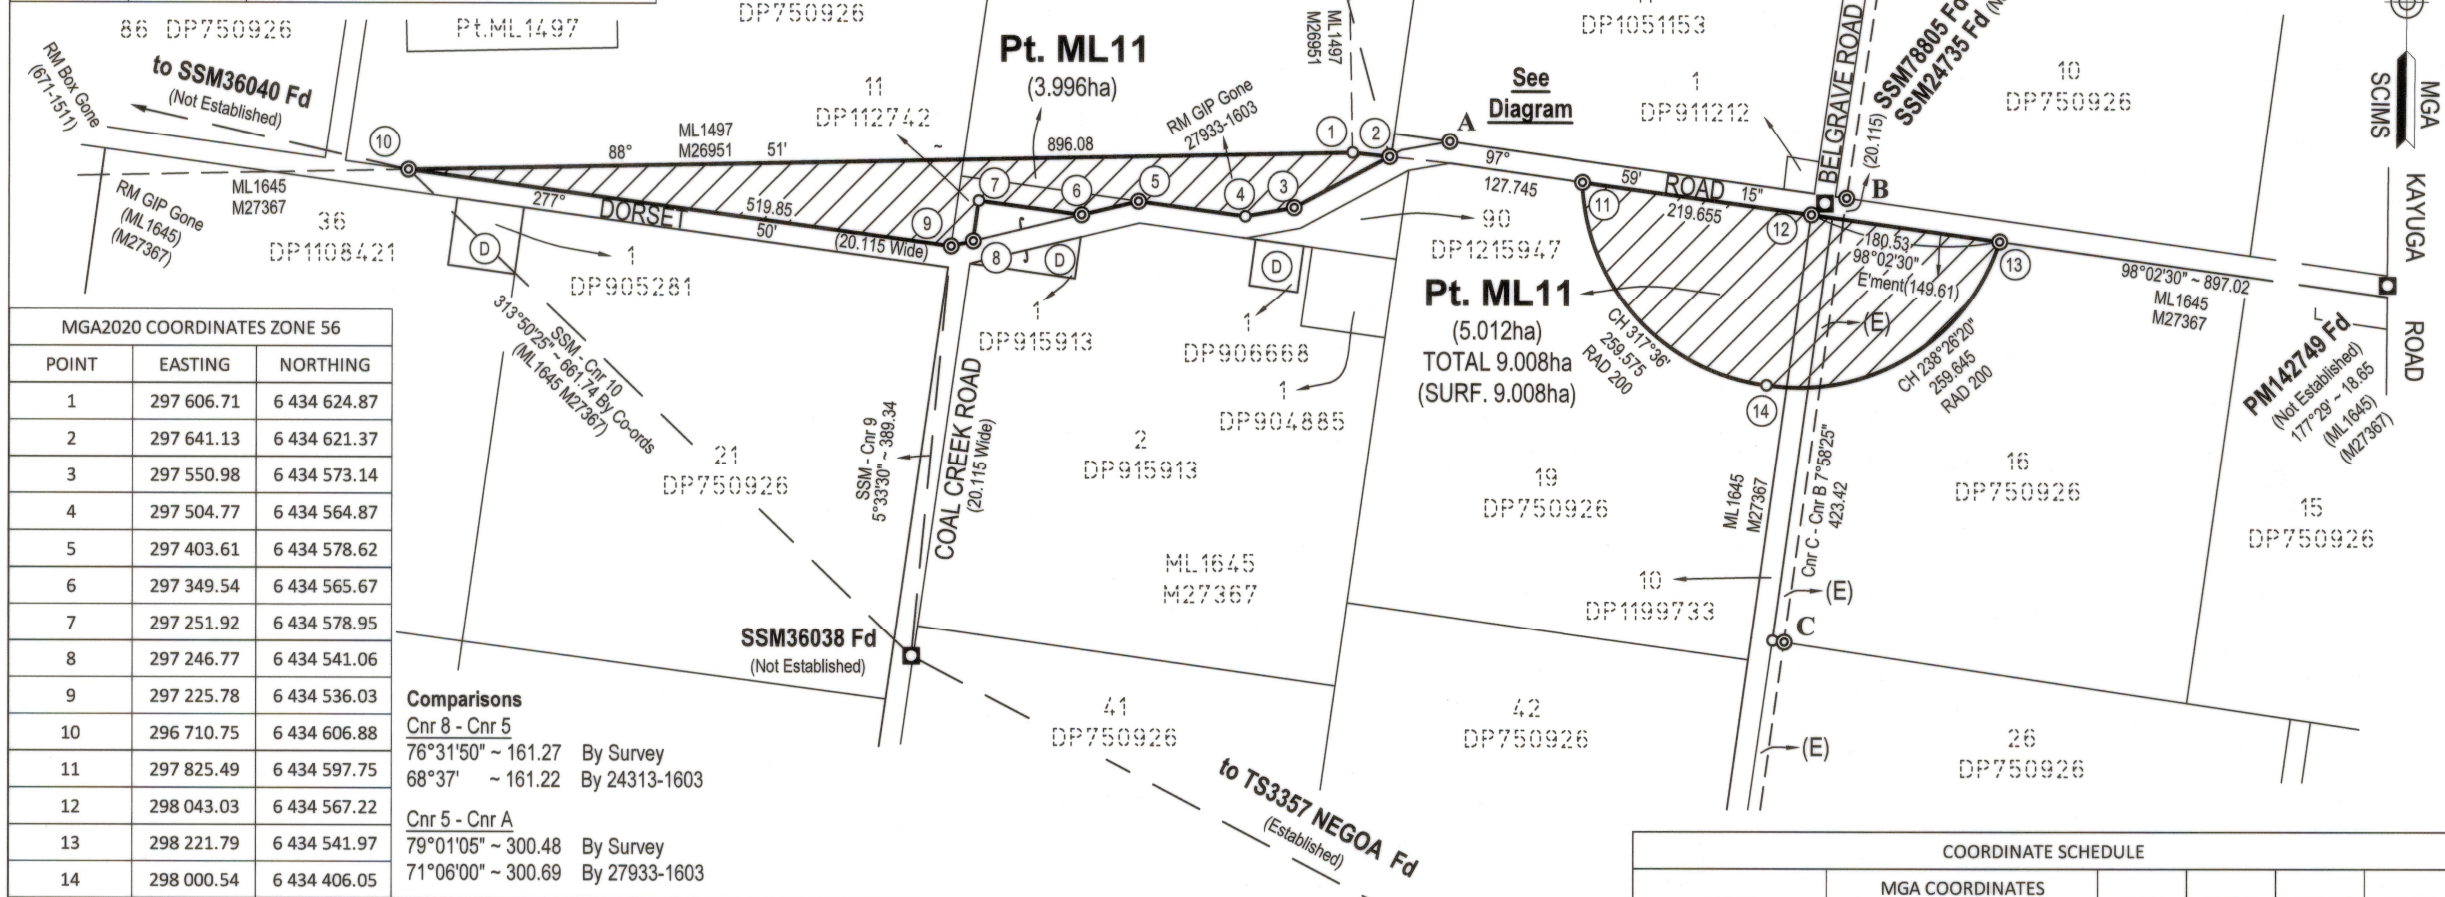 DP750926
86 DP750926
Pt.ML1497
RM Box Gone
(671-1511)
to SSM36040 Fd
(Not Established)
11
DP112742
Pt. ML11
(3.996ha)
ML1497
M26951
RM GIP Gone
27933-1603
DP1051153
See
Diagram
1
DP911212
BELGRAVE ROAD
(20.115)
SSM78805 Fd
SSM24735 Fd
10
DP750926
MGA
SCIMS
KAYUGA ROAD
10
88° 51' ~ 896.08
ML1497
M26951
1
2
A
97° 59' 15"
127.745
ROAD
219.655
B
11
12
13
180.53
98°02'30"
E'ment(149.61)
98°02'30" ~ 897.02
ML1645
M27367
RM GIP Gone
(ML1645)
(M27367)
ML1645
M27367
36
DP1108421
277° 50'
DORSET
519.85
(20.115 Wide)
9
7
6
5
4
3
8
D
1
DP905281
D
1
DP915913
D
1
DP906668
1
DP904885
90
DP1215947
Pt. ML11
(5.012ha)
TOTAL 9.008ha
(SURF. 9.008ha)
CH 317°36'
259.575
RAD 200
(E)
CH 238°26'20"
259.645
RAD 200
14
PM142749 Fd
(Not Established)
177°29' ~ 18.65
(ML1645)
(M27367)
SSM - Cnr 10
313°50'25" ~ 661.74 By Co-ords
(ML1645 M27367)
21
DP750926
SSM - Cnr 9
5°33'30" ~ 389.34
COAL CREEK ROAD
(20.115 Wide)
2
DP915913
ML1645
M27367
19
DP750926
ML1645
M27367
Cnr C - Cnr B 7°58'25"
423.42
16
DP750926
15
DP750926
10
DP1199733
(E)
C
SSM36038 Fd
(Not Established)
41
DP750926
42
DP750926
(E)
26
DP750926
to TS3357 NEGOA Fd
(Established)
MGA2020 COORDINATES ZONE 56
POINT EASTING NORTHING
1 297 606.71 6 434 624.87
2 297 641.13 6 434 621.37
3 297 550.98 6 434 573.14
4 297 504.77 6 434 564.87
5 297 403.61 6 434 578.62
6 297 349.54 6 434 565.67
7 297 251.92 6 434 578.95
8 297 246.77 6 434 541.06
9 297 225.78 6 434 536.03
10 296 710.75 6 434 606.88
11 297 825.49 6 434 597.75
12 298 043.03 6 434 567.22
13 298 221.79 6 434 541.97
14 298 000.54 6 434 406.05
Comparisons
Cnr 8 - Cnr 5
76°31'50" ~ 161.27 By Survey
68°37' ~ 161.22 By 24313-1603
Cnr 5 - Cnr A
79°01'05" ~ 300.48 By Survey
71°06'00" ~ 300.69 By 27933-1603
COORDINATE SCHEDULE
MGA COORDINATES